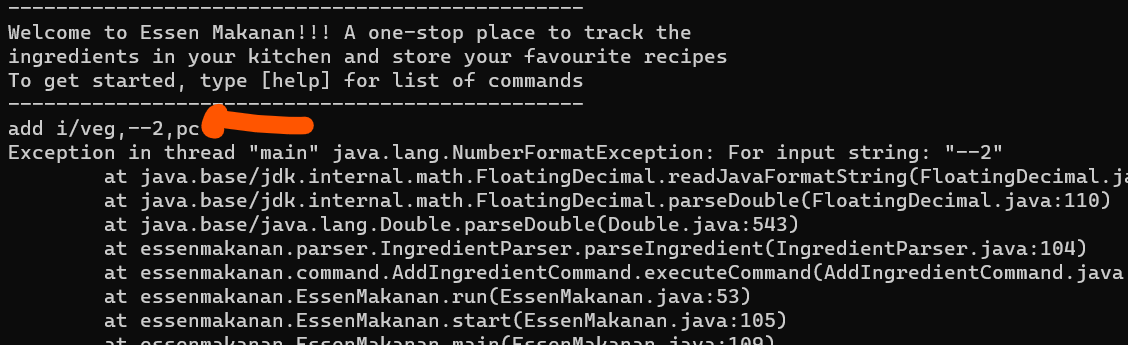 ------------------------------------------------
Welcome to Essen Makanan!!! A one-stop place to track the
ingredients in your kitchen and store your favourite recipes
To get started, type [help] for list of commands
------------------------------------------------
add i/veg,--2,pc
Exception in thread "main" java.lang.NumberFormatException: For input string: "--2"
at java.base/jdk.internal.math.FloatingDecimal.readJavaFormatString(FloatingDecimal.ja
at java.base/jdk.internal.math.FloatingDecimal.parseDouble(FloatingDecimal.java:110)
at java.base/java.lang.Double.parseDouble(Double.java:543)
at essenmakanan.parser.IngredientParser.parseIngredient(IngredientParser.java:104)
at essenmakanan.command.AddIngredientCommand.executeCommand(AddIngredientCommand.java
at essenmakanan.EssenMakanan.run(EssenMakanan.java:53)
at essenmakanan.EssenMakanan.start(EssenMakanan.java:105)
at essenmakanan.EssenMakanan.main(EssenMakanan.java:109)